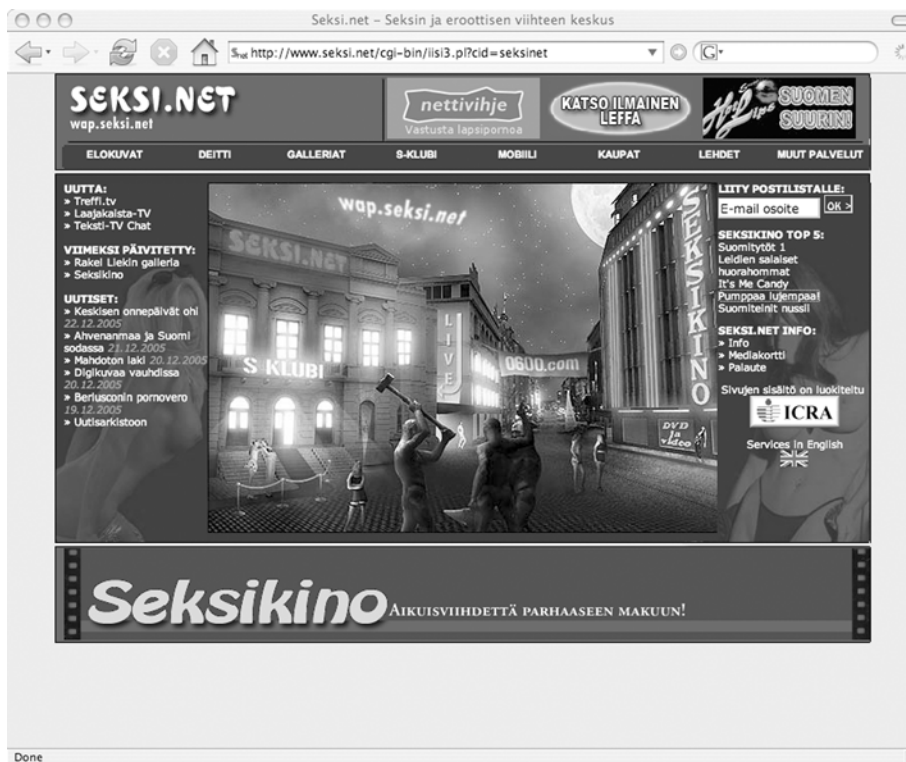 Seksi.net – Seksin ja eroottisen viihteen keskus
http://www.seksi.net/cgi-bin/iisi3.pl?cid=seksinet
G
SEKSI.NET
wap.seksi.net
nettivihje
Vastusta lapsipornoa
KATSO ILMAINEN
LEFFA
SUOMEN
SUURIN!
ELOKUVAT DEITTI GALLERIAT S-KLUBI MOBIILI KAUPAT LEHDET MUUT PALVELUT
UUTTA:
» Treffi.tv
» Laajakaista-TV
» Teksti-TV Chat
VIIMEKSI PÄIVITETTY:
» Rakel Liekin galleria
» Seksikino
UUTISET:
» Keskisen onnepäivät ohi
22.12.2005
» Ahvenanmaa ja Suomi
sodassa 21.12.2005
» Mahdoton laki 20.12.2005
» Digikuvaa vauhdissa
20.12.2005
» Berlusconin pornovero
19.12.2005
» Uutisarkistoon
wap.seksi.net
SEKSI.NET
S KLUBI
LIVE
0600.com
SEKSIKINO
DVD
ja
video
LIITY POSTILISTALLE:
E-mail osoite OK >
SEKSIKINO TOP 5:
Suomitytöt 1
Leidien salaiset
huorahommat
It's Me Candy
Pumppaa lujempaa!
Suomiteinit nussii
SEKSI.NET INFO:
» Info
» Mediakortti
» Palaute
Sivujen sisältö on luokiteltu
ICRA
Services in English
Seksikino AIKUISVIIHDETTÄ PARHAASEEN MAKUUN!
Done